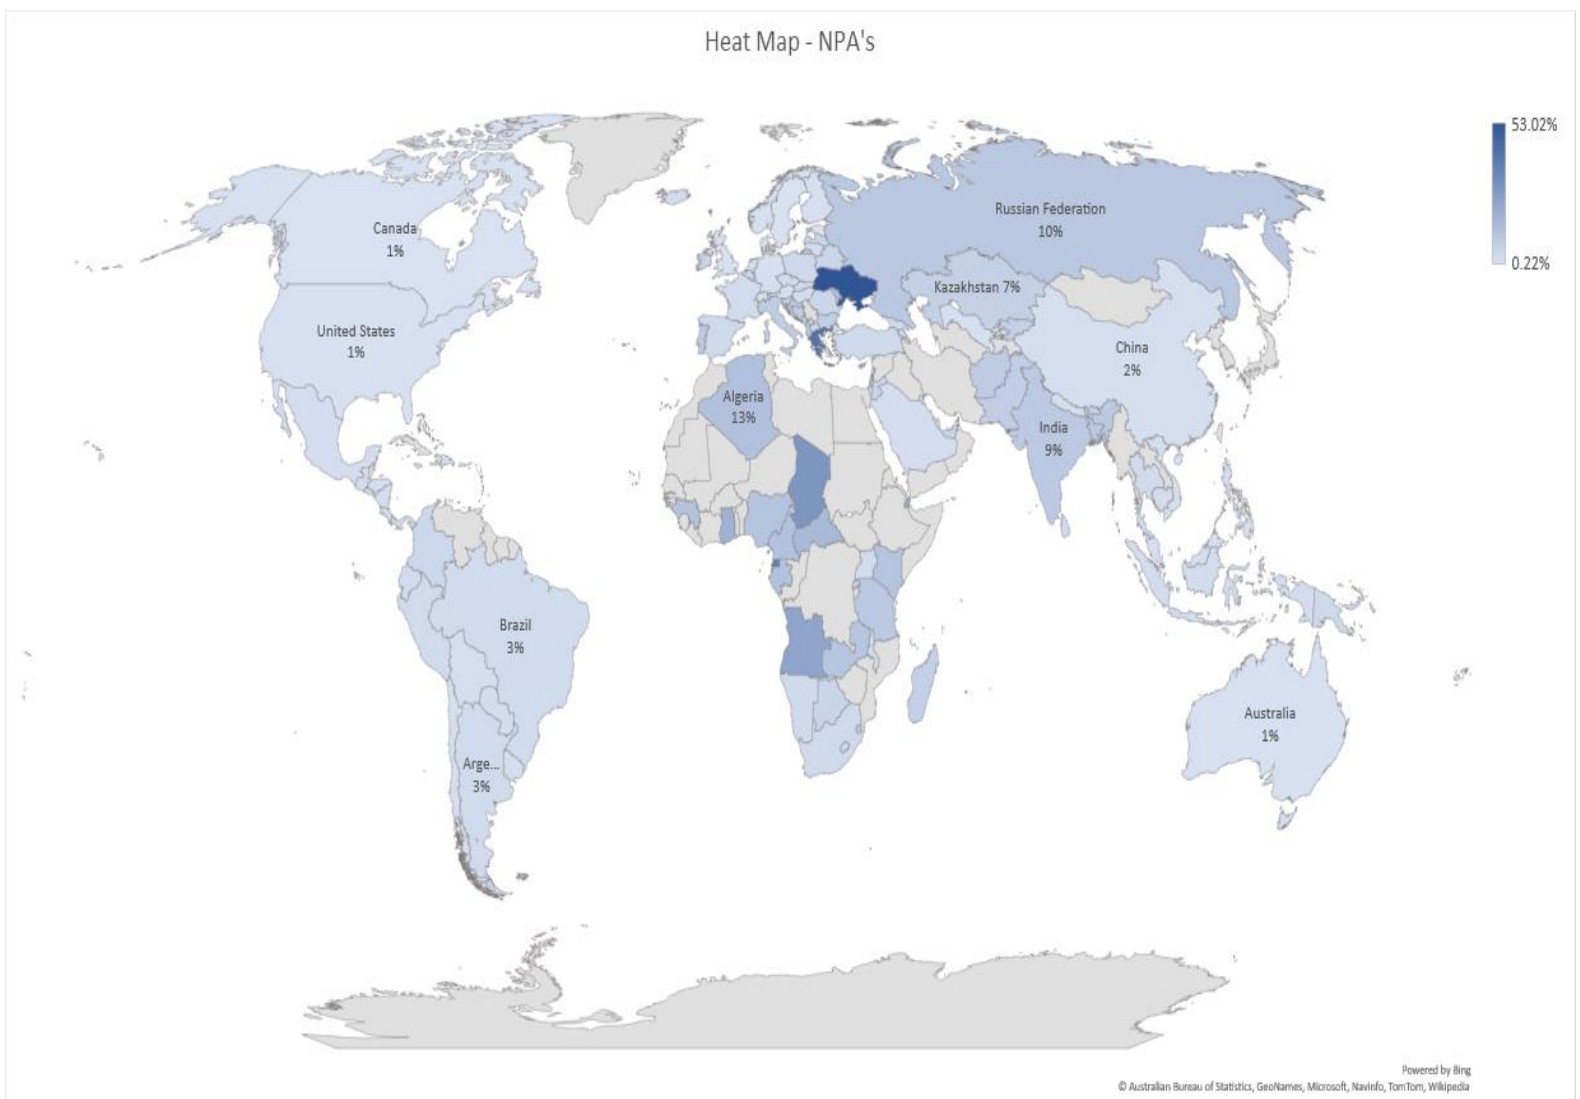 Heat Map - NPA's
53.02%
0.22%
Canada
1%
Russian Federation
10%
Kazakhstan 7%
United States
1%
China
2%
Algeria
13%
India
9%
Brazil
3%
Australia
1%
Arge...
3%
Powered by Bing
© Australian Bureau of Statistics, GeoNames, Microsoft, Navinfo, TomTom, Wikipedia